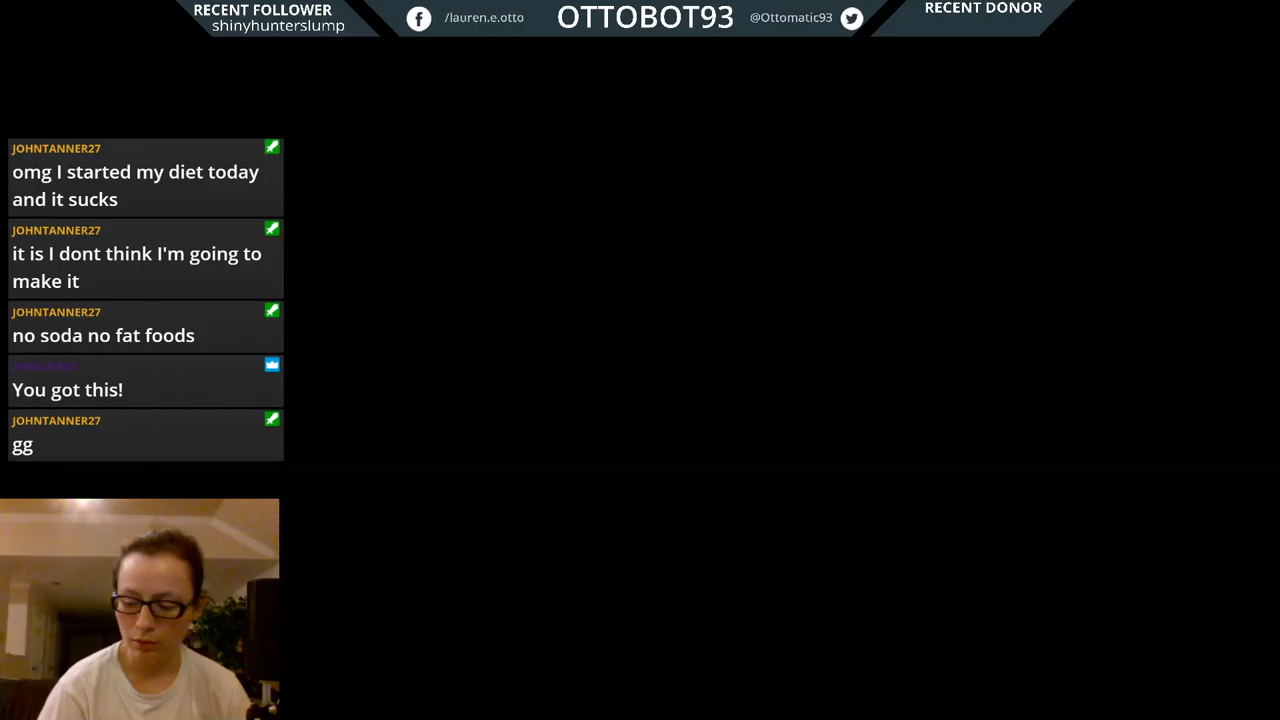 RECENT FOLLOWER
shinyhunterslump
/lauren.e.otto
OTTOBOT93
@Ottomatic93
RECENT DONOR
JOHNTANNER27
omg I started my diet today
and it sucks
JOHNTANNER27
it is I dont think I'm going to
make it
JOHNTANNER27
no soda no fat foods
You got this!
JOHNTANNER27
gg